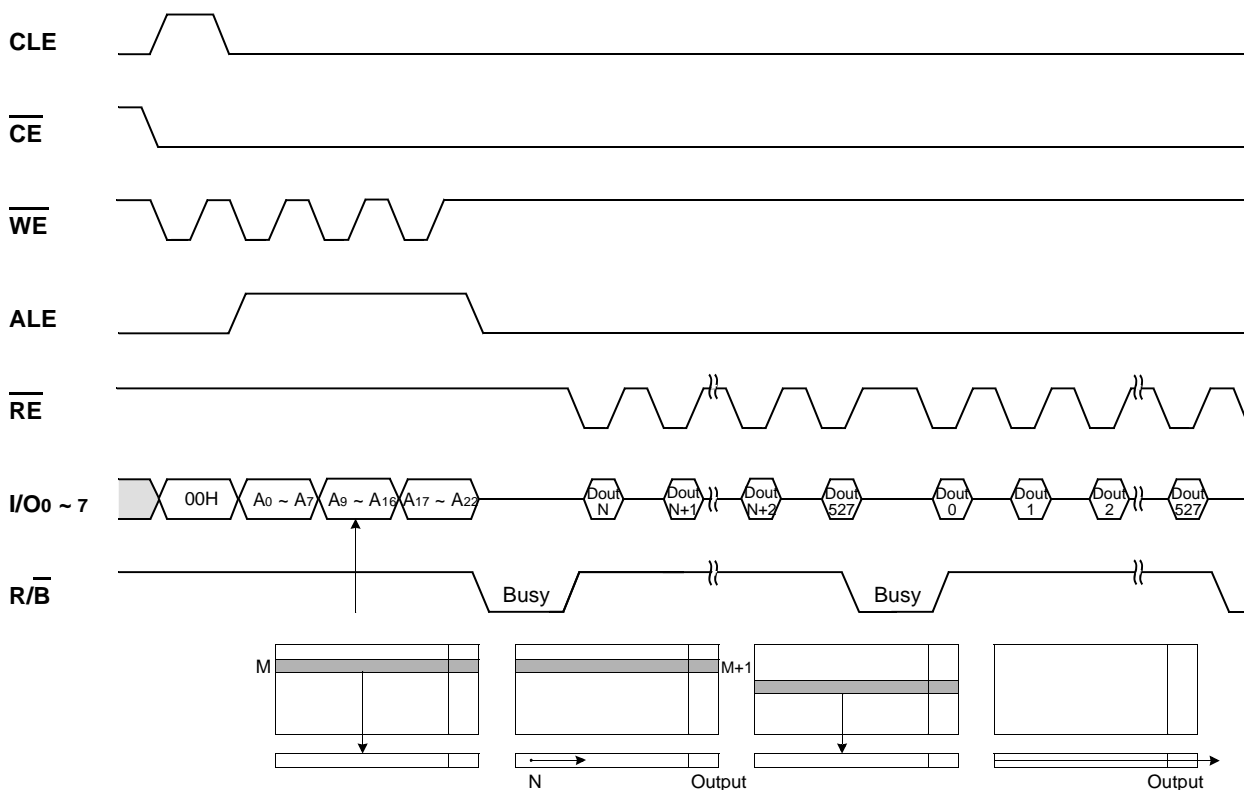 CLE
CE
WE
ALE
RE
I/O0 ~ 7 00H A0 ~ A7 A9 ~ A16 A17 ~ A22 Dout N Dout N+1 Dout N+2 Dout 527 Dout 0 Dout 1 Dout 2 Dout 527
R/B Busy Busy
M M+1
N Output Output